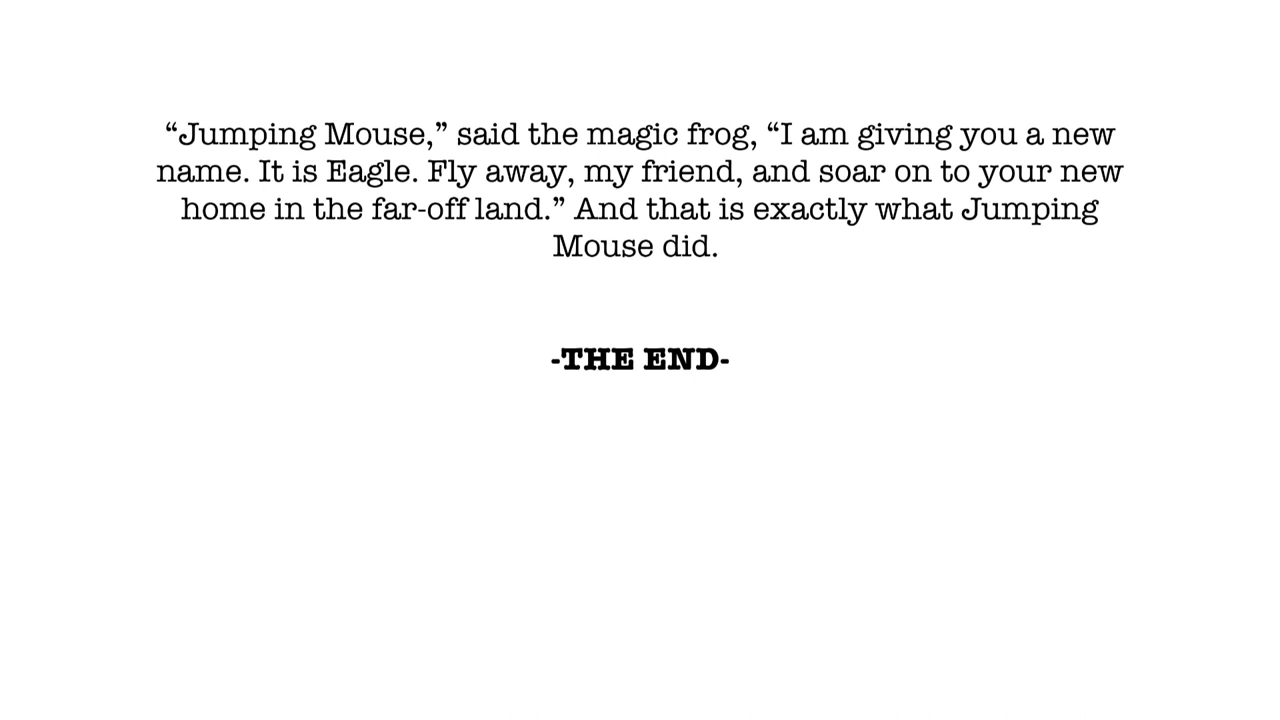 “Jumping Mouse,” said the magic frog, “I am giving you a new
name. It is Eagle. Fly away, my friend, and soar on to your new
home in the far-off land.” And that is exactly what Jumping
Mouse did.
-THE END-